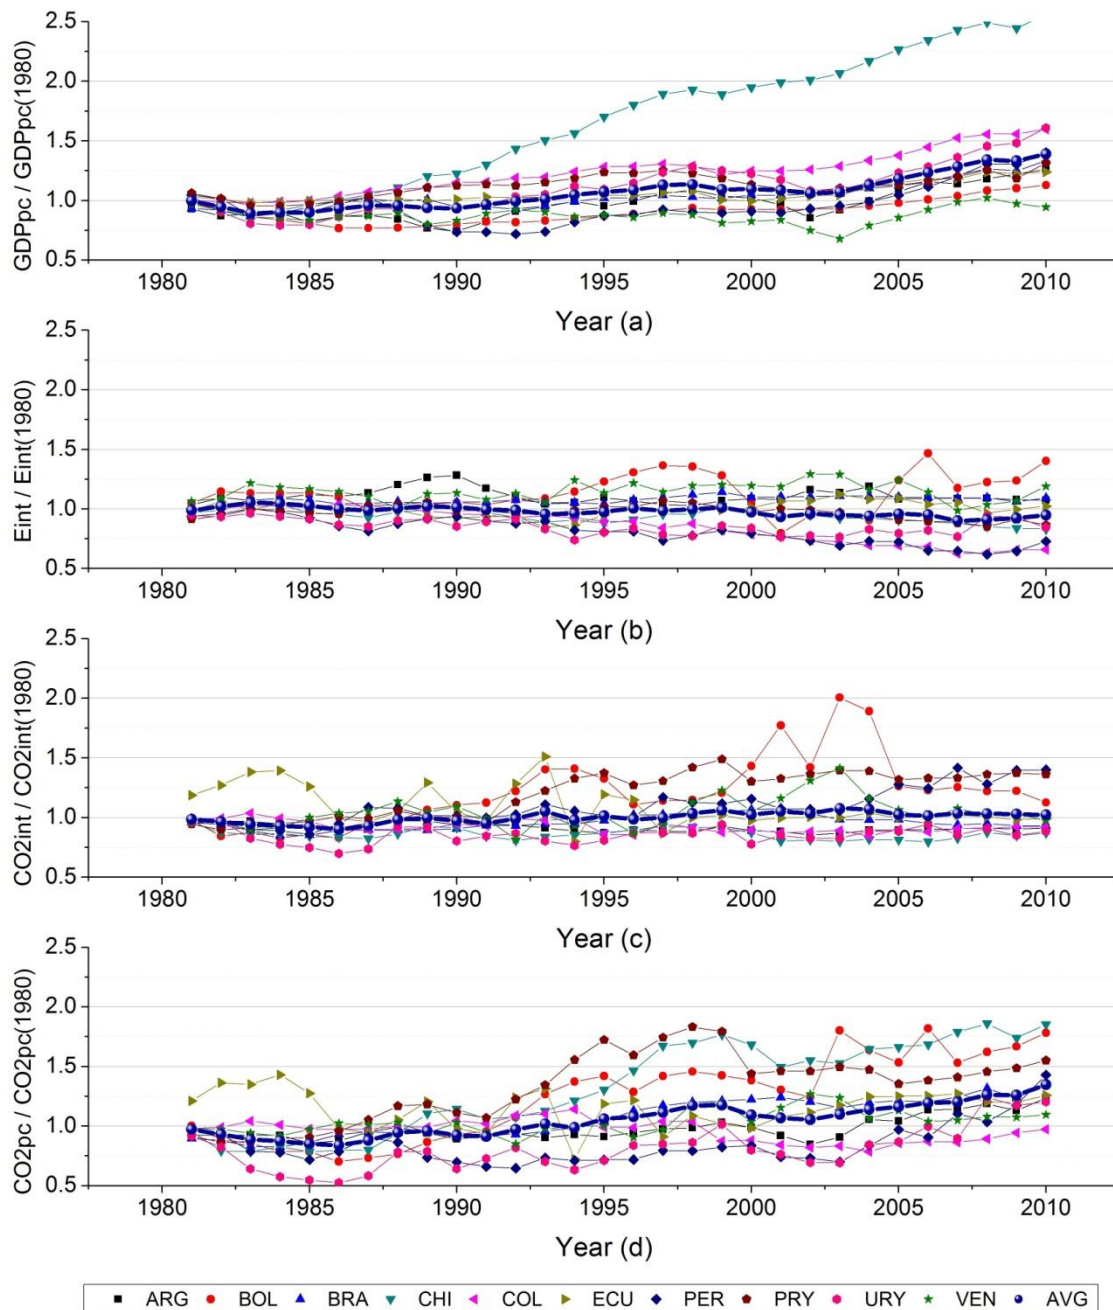 2.5
2.0
1.5
1.0
0.5
GDPpc / GDPpc(1980)
1980 1985 1990 1995 2000 2005 2010
Year (a)
2.5
2.0
1.5
1.0
0.5
Eint / Eint(1980)
1980 1985 1990 1995 2000 2005 2010
Year (b)
2.5
2.0
1.5
1.0
0.5
CO2int / CO2int(1980)
1980 1985 1990 1995 2000 2005 2010
Year (c)
2.5
2.0
1.5
1.0
0.5
CO2pc / CO2pc(1980)
1980 1985 1990 1995 2000 2005 2010
Year (d)
ARG BOL BRA CHI COL ECU PER PRY URY VEN AVG